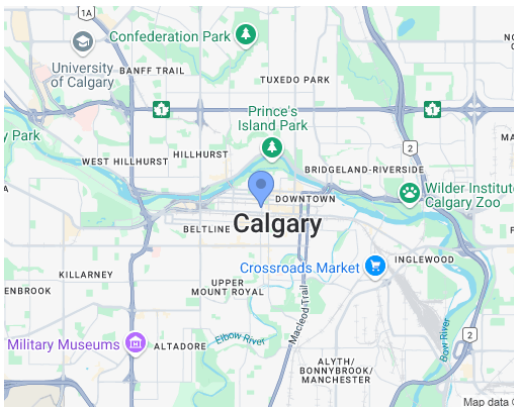 1A
Confederation Park
University
of Calgary
BANFF TRAIL
TUXEDO PARK
1
1
Prince's
Island Park
2
y Park
HILLHURST
WEST HILLHURST
BRIDGELAND-RIVERSIDE
Wilder Institute
Calgary Zoo
DOWNTOWN
Calgary
BELTLINE
INGLEWOOD
Crossroads Market
KILLARNEY
ENBROOK
UPPER
MOUNT ROYAL
Macleod Trail
Elbow River
Bow River
2
Military Museums
ALTADORE
ALYTH/
BONNYBROOK/
MANCHESTER
Map data